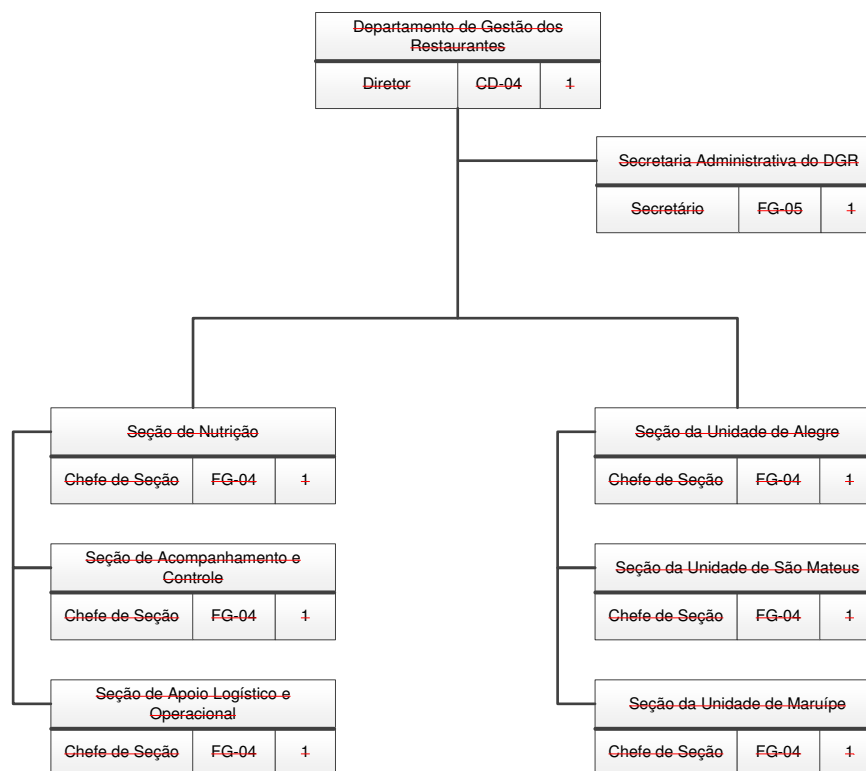 Departamento de Gestão dos
Restaurantes
Diretor CD-04 1
Secretaria Administrativa do DGR
Secretário FG-05 1
Seção de Nutrição
Chefe de Seção FG-04 1
Seção de Acompanhamento e
Controle
Chefe de Seção FG-04 1
Seção de Apoio Logístico e
Operacional
Chefe de Seção FG-04 1
Seção da Unidade de Alegre
Chefe de Seção FG-04 1
Seção da Unidade de São Mateus
Chefe de Seção FG-04 1
Seção da Unidade de Maruípe
Chefe de Seção FG-04 1